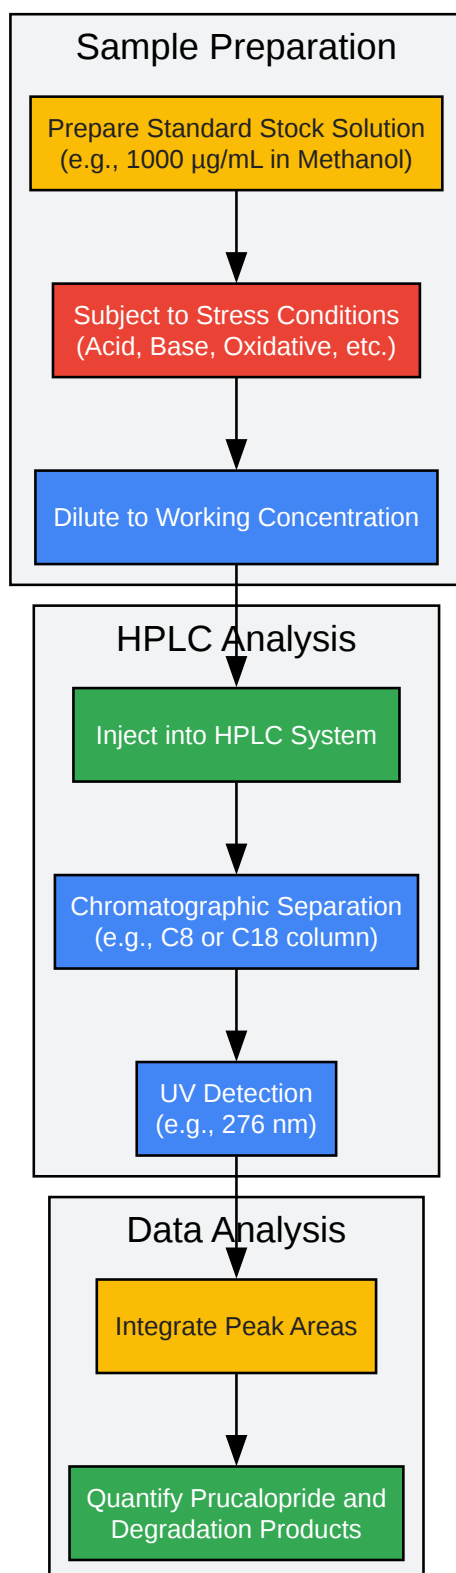 Sample Preparation
Prepare Standard Stock Solution
(e.g., 1000 µg/mL in Methanol)
Subject to Stress Conditions
(Acid, Base, Oxidative, etc.)
Dilute to Working Concentration
HPLC Analysis
Inject into HPLC System
Chromatographic Separation
(e.g., C8 or C18 column)
UV Detection
(e.g., 276 nm)
Data Analysis
Integrate Peak Areas
Quantify Prucalopride and
Degradation Products